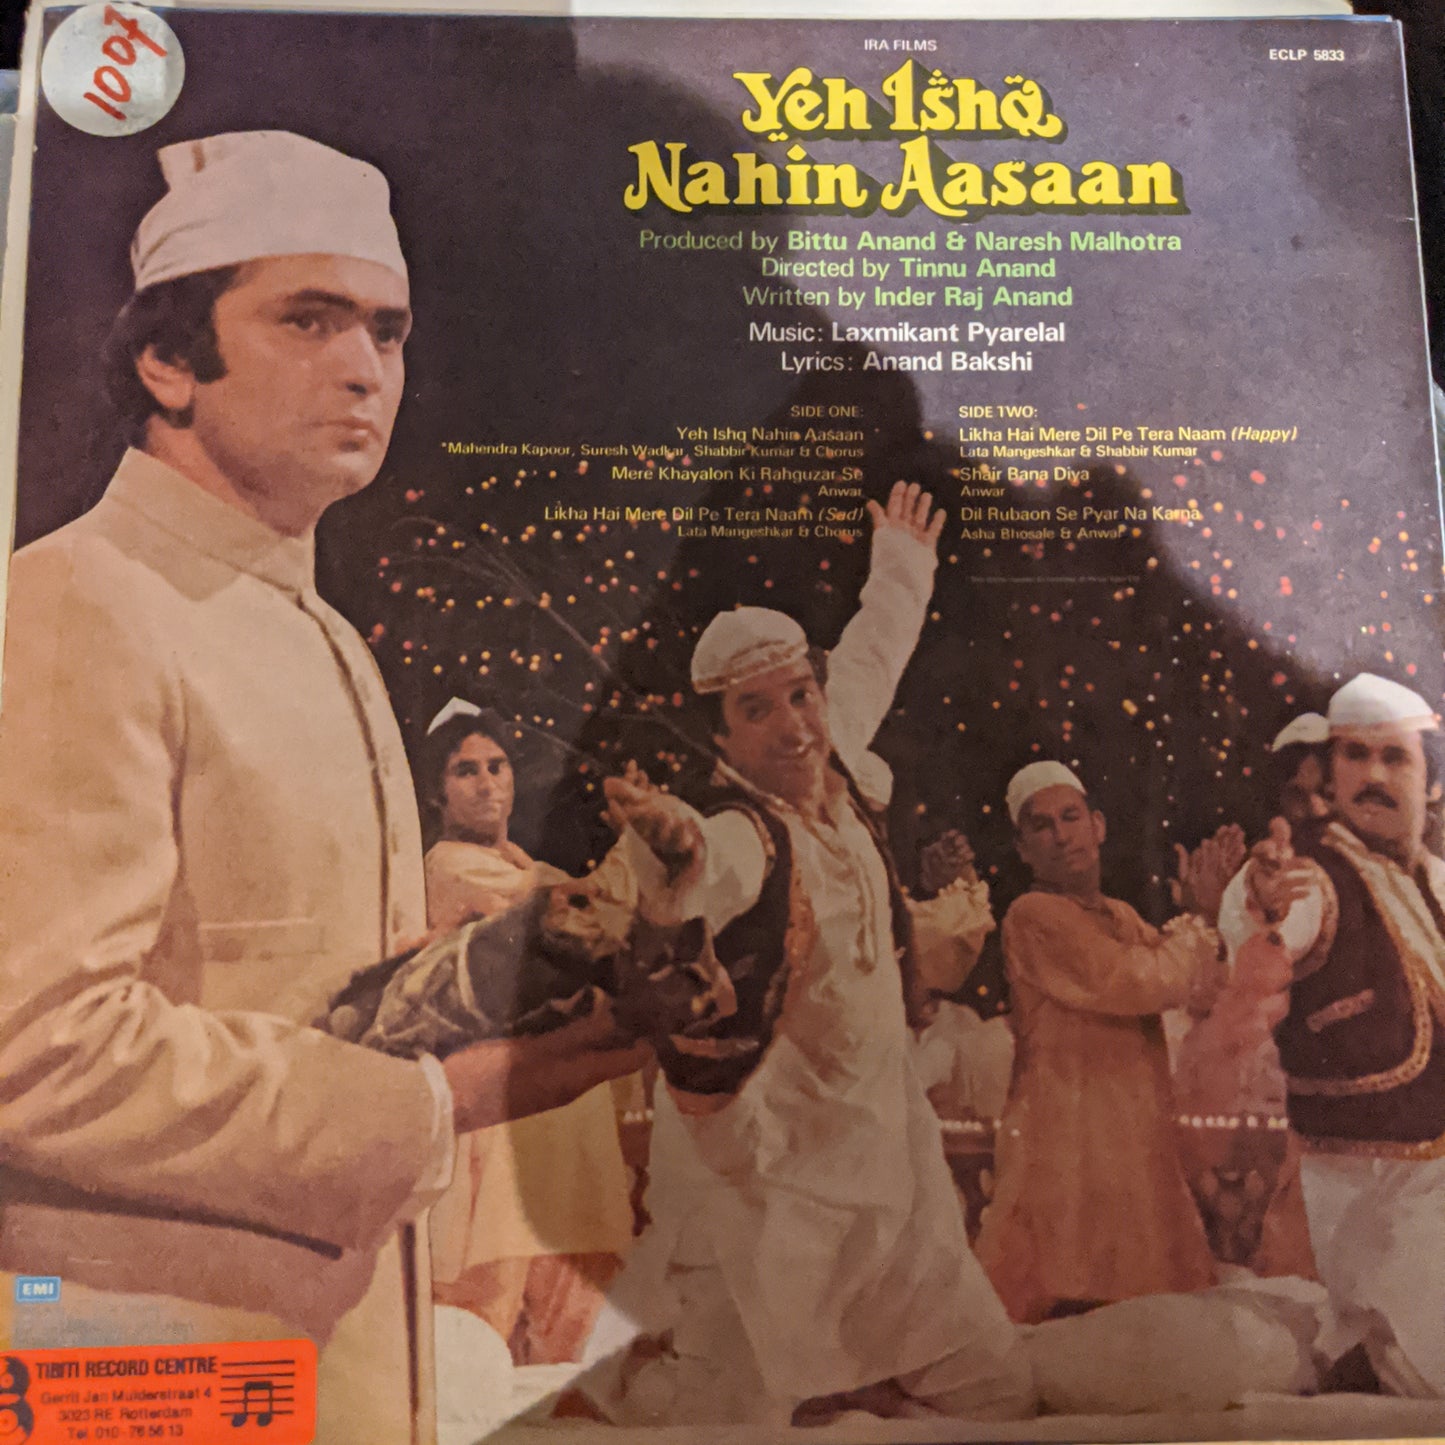 1007
IRA FILMS
ECLP 5833
Yeh Ishq
Nahin Aasaan
Produced by Bittu Anand & Naresh Malhotra
Directed by Tinnu Anand
Written by Inder Raj Anand
Music: Laxmikant Pyarelal
Lyrics: Anand Bakshi
SIDE ONE:
Yeh Ishq Nahin Aasaan
*Mahendra Kapoor, Suresh Wadkar, Shabbir Kumar & Chorus
Mere Khayalon Ki Rahguzar Se
Anwar
Likha Hai Mere Dil Pe Tera Naam (Sad)
Lata Mangeshkar & Chorus
SIDE TWO:
Likha Hai Mere Dil Pe Tera Naam (Happy)
Lata Mangeshkar & Shabbir Kumar
Shair Bana Diya
Anwar
Dil Rubaon Se Pyar Na Karna
Asha Bhosale & Anwar
EMI
RECORD CENTRE
Gerrit Jan Mulderstraat 4
3023 RE Rotterdam
Tel. 010-76 56 13